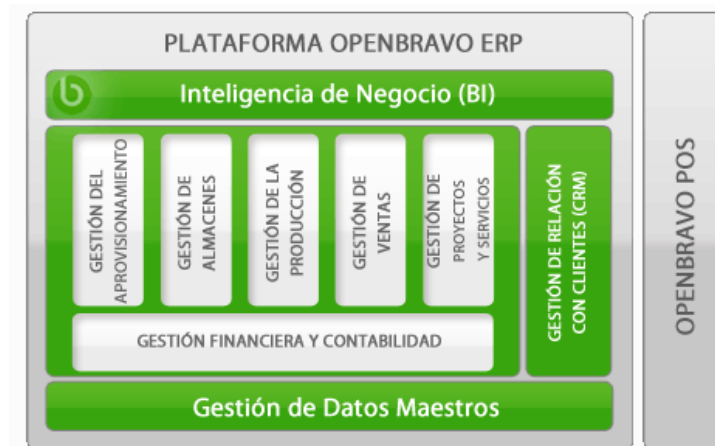 PLATAFORMA OPENBRAVO ERP
Inteligencia de Negocio (BI)
GESTIÓN DEL
APROVISIONAMIENTO
GESTIÓN DE
ALMACENES
GESTIÓN DE LA
PRODUCCIÓN
GESTIÓN DE
VENTAS
GESTIÓN DE
PROYECTOS
Y SERVICIOS
GESTIÓN DE RELACIÓN
CON CLIENTES (CRM)
GESTIÓN FINANCIERA Y CONTABILIDAD
Gestión de Datos Maestros
OPENBRAVO POS